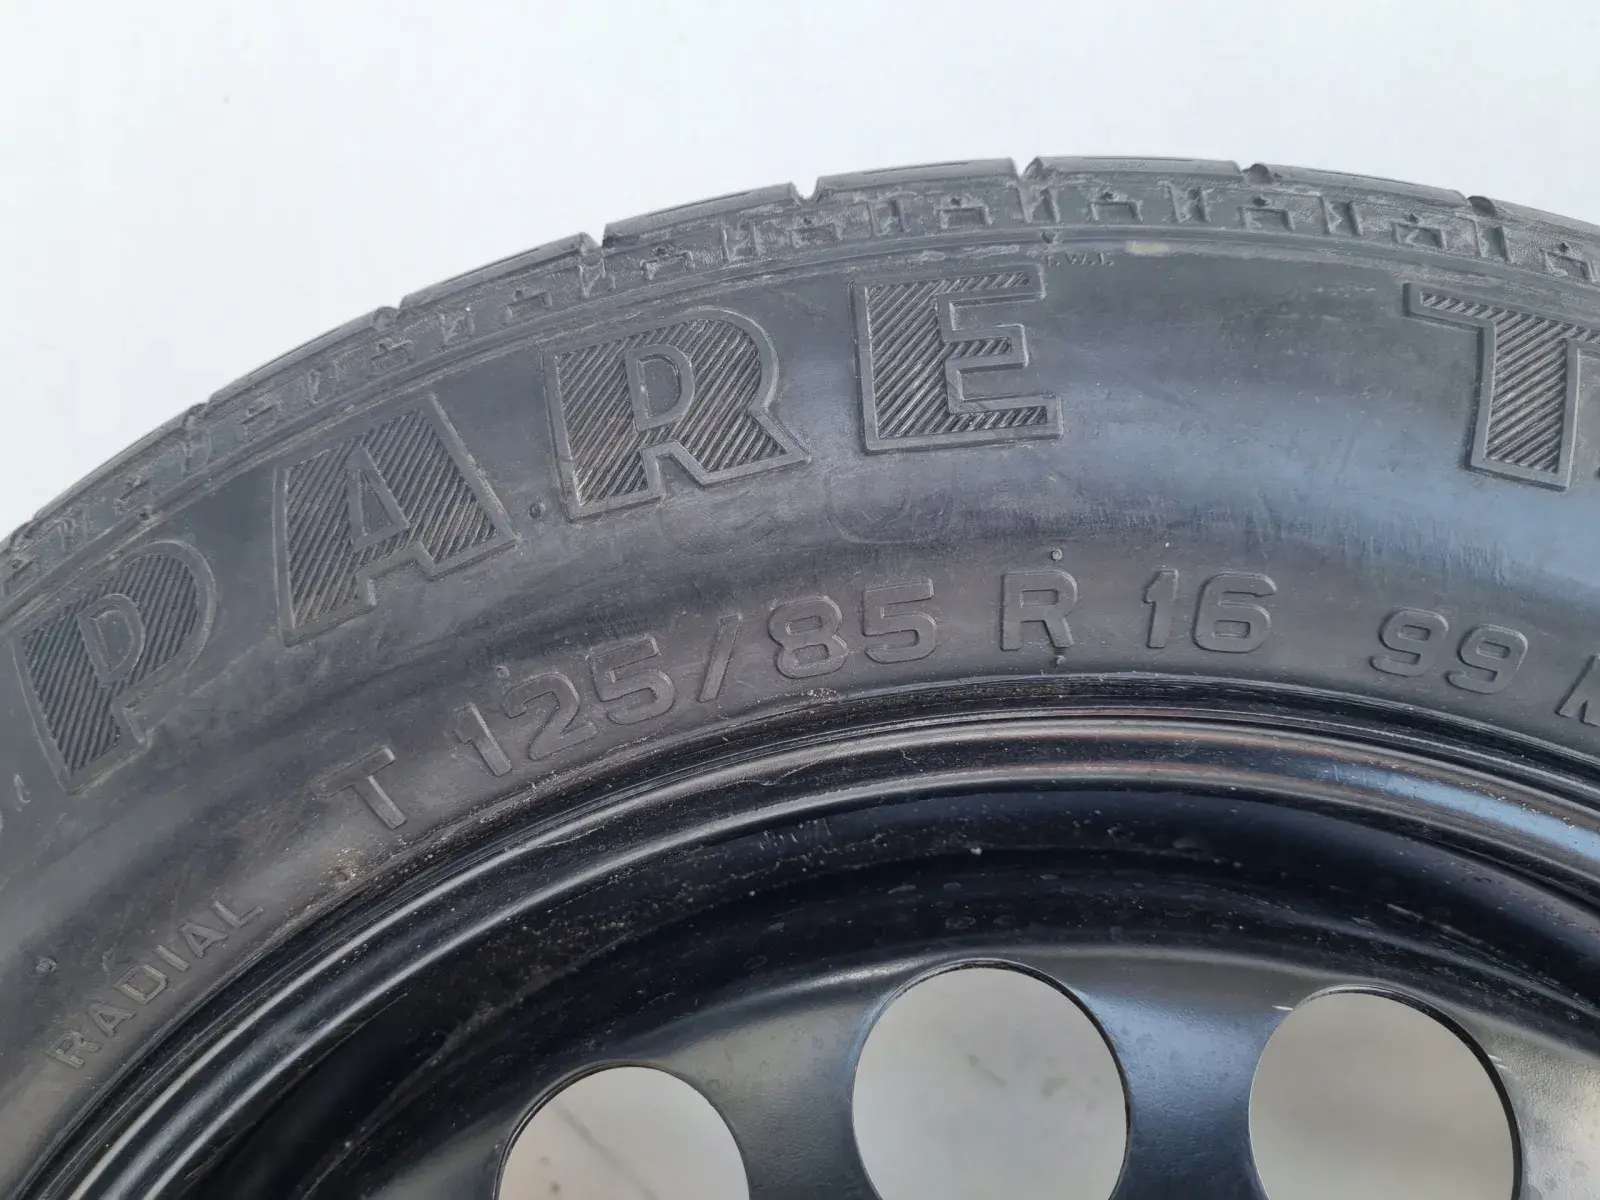 PARE T
T 125/85 R 16 99 M
RADIAL
T.W.I.